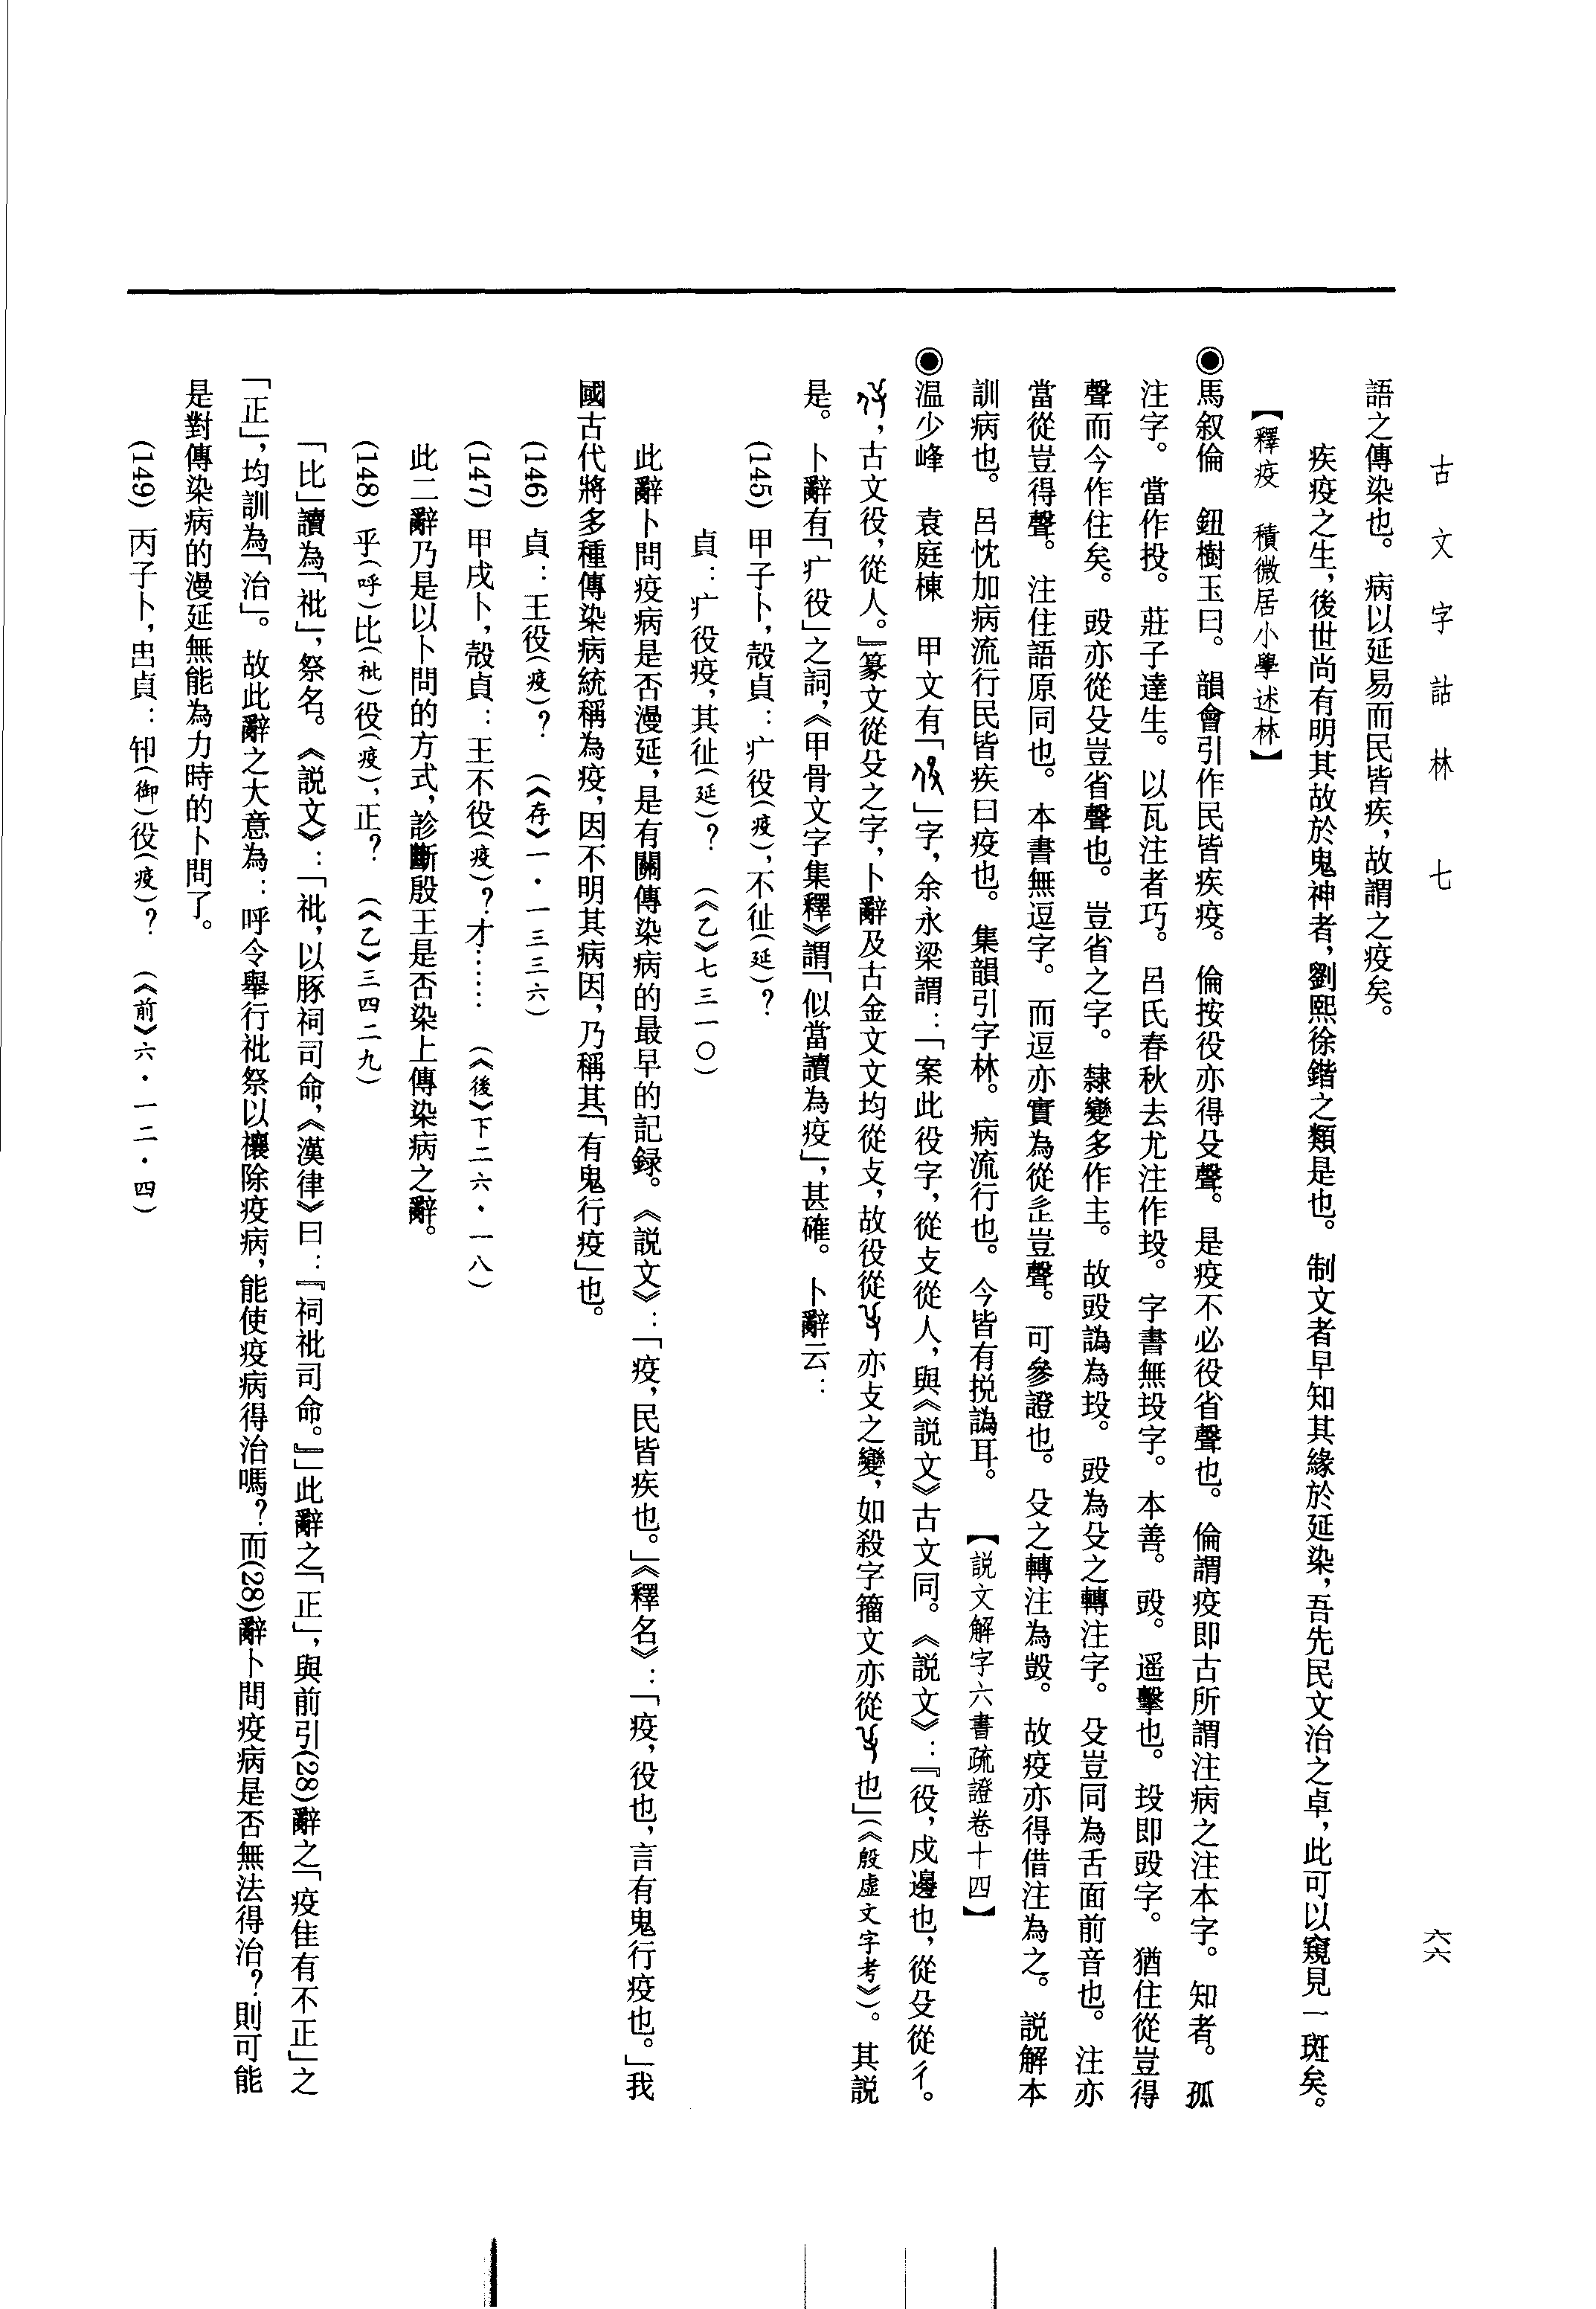 古文字詁林　七
六六
語之傳染也。病以延易而民皆疾，故謂之疫矣。
疾疫之生，後世尚有明其故於鬼神者，劉熙徐鍇之類是也。制文者早知其緣於延染，吾先民文治之卓，此可以窺見一斑矣。
【釋疫　積微居小學述林】
◉馬叙倫　鈕樹玉曰。韻會引作民皆疾疫。倫按役亦得殳聲。是疫不必役省聲也。倫謂疫即古所謂注病之注本字。知者。孤
注字。當作投。莊子達生。以瓦注者巧。呂氏春秋去尤注作坄。字書無坄字。本善。㲉。遥擊也。坄即㲉字。猶住從豈得
聲而今作住矣。㲉亦從殳豈省聲也。豈省之字。隸變多作主。故㲉譌為坄。㲉為殳之轉注字。殳豈同為舌面前音也。注亦
當從豈得聲。注住語原同也。本書無逗字。而逗亦實為從辵豈聲。可參證也。殳之轉注為㲉。故疫亦得借注為之。説解本
訓病也。呂忱加病流行民皆疾曰疫也。集韻引字林。病流行也。今皆有挩譌耳。　【説文解字六書疏證卷十四】
◉温少峰　袁庭棟　甲文有「」字，余永梁謂：「案此役字，從攴從人，與《説文》古文同。《説文》：『役，戍邊也，從殳從彳。
，古文役，從人。』篆文從殳之字，卜辭及古金文文均從攴，故役從亦攴之變，如殺字籀文亦從也」（《殷虚文字考》）。其説
是。卜辭有「疒役」之詞，《甲骨文字集釋》謂「似當讀為疫」，甚確。卜辭云：
(145) 甲子卜，殻貞：疒役（疫），不㢟（延）？
貞：疒役疫，其㢟（延）？　（《乙》七三一〇）
此辭卜問疫病是否漫延，是有關傳染病的最早的記録。《説文》：「疫，民皆疾也。」《釋名》：「疫，役也，言有鬼行疫也。」我
國古代將多種傳染病統稱為疫，因不明其病因，乃稱其「有鬼行疫」也。
(146) 貞：王役（疫）？　（《存》一・一三三六）
(147) 甲戌卜，殻貞：王不役（疫）？才……　（《後》下二六・一八）
此二辭乃是以卜問的方式，診斷殷王是否染上傳染病之辭。
(148) 乎（呼）比（祉）役（疫），正？　（《乙》三四二九）
「比」讀為「祉」，祭名。《説文》：「祉，以豚祠司命，《漢律》曰：『祠祉司命。』」此辭之「正」，與前引(28)辭之「疫隹有不正」之
「正」，均訓為「治」。故此辭之大意為：呼令舉行祉祭以禳除疫病，能使疫病得治嗎？而(28)辭卜問疫病是否無法得治？則可能
是對傳染病的漫延無能為力時的卜問了。
(149) 丙子卜，㞢貞：卸（御）役（疫）？　（《前》六・一二・四）